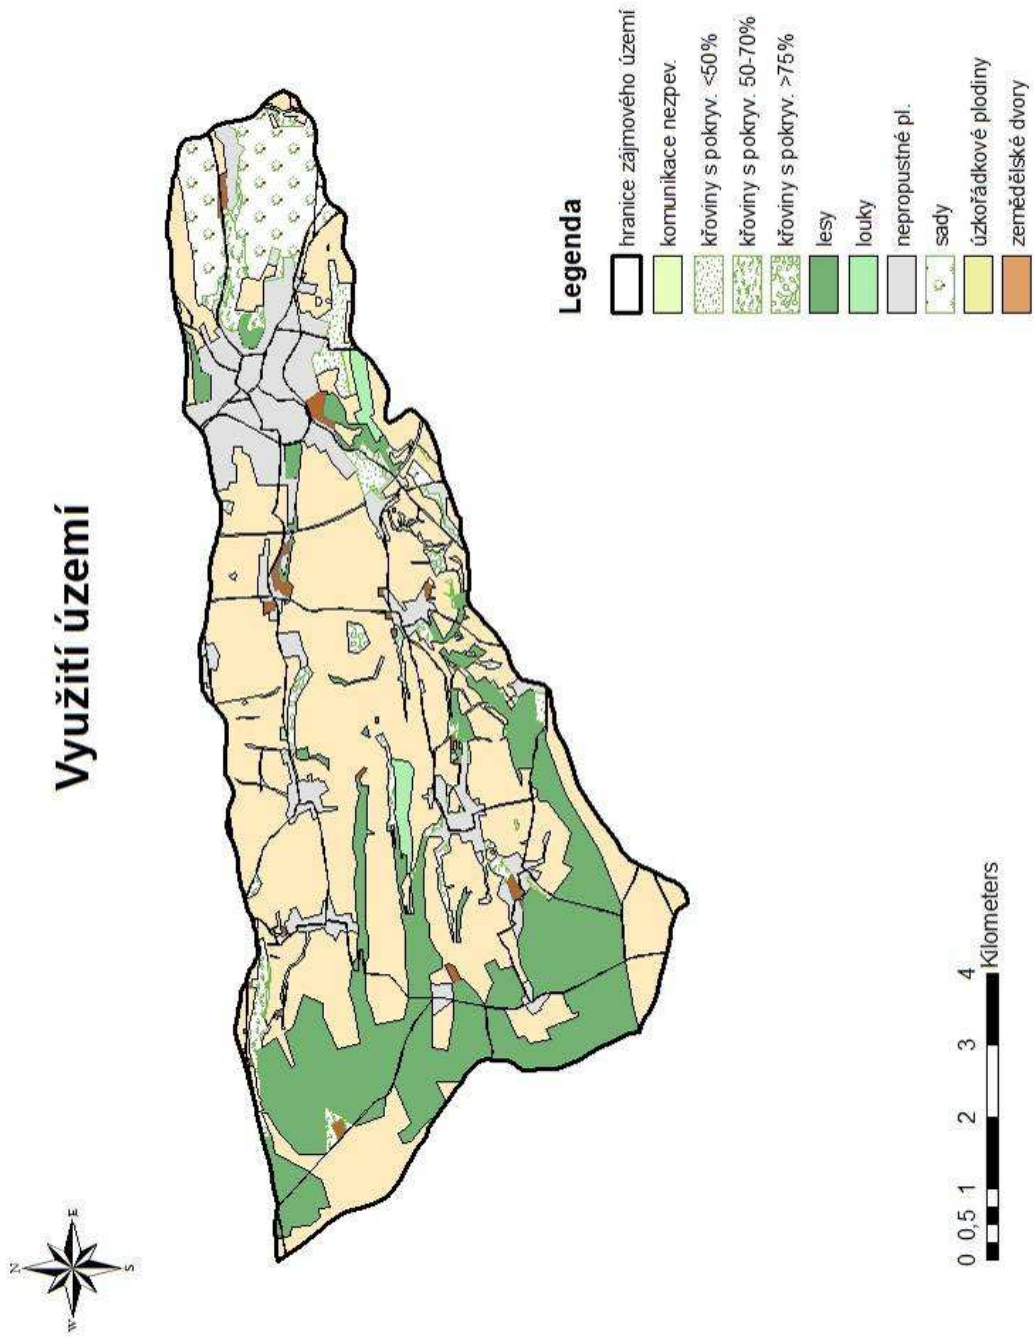 Využití území
N
W
E
S
Legenda
hranice zájmového území
komunikace nezpev.
křoviny s pokryv. <50%
křoviny s pokryv. 50-70%
křoviny s pokryv. >75%
lesy
louky
nepropustné pl.
sady
úzkořádkové plodiny
zemědělské dvory
0 0,5 1 2 3 4
Kilometers